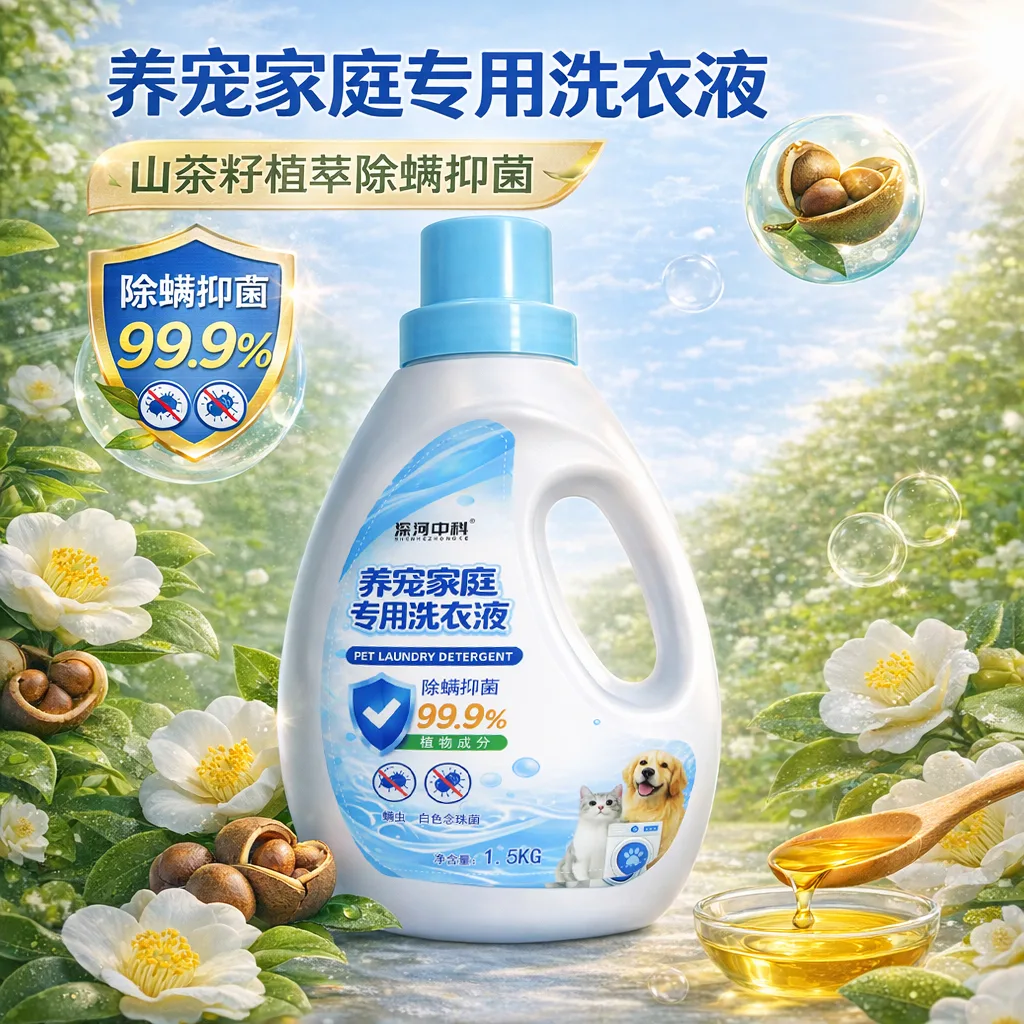 养宠家庭专用洗衣液
山茶籽植萃除螨抑菌
除螨抑菌
99.9%
深河中科®
SHENHEZHONGKE
养宠家庭
专用洗衣液
PET LAUNDRY DETERGENT
除螨抑菌
99.9%
植物成分
螨虫 白色念珠菌
净含量：1.5KG